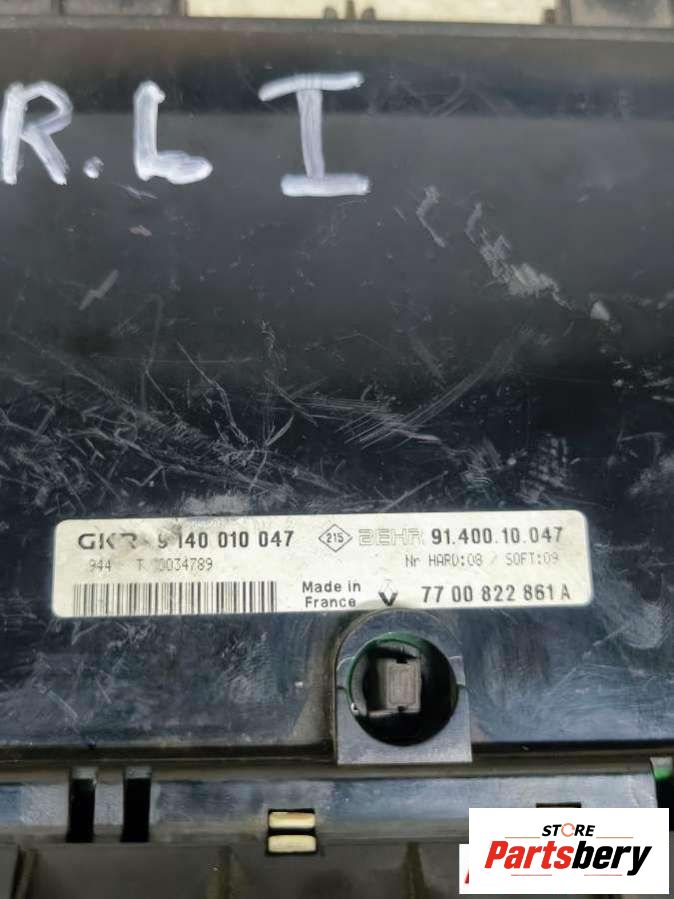 R.L I
GKR 9 140 010 047 215 BEHR 91.400.10.047
944 T 10034789 Nr HARD:08 / SOFT:09
Made in
France 77 00 822 861 A
STORE
Partsbery